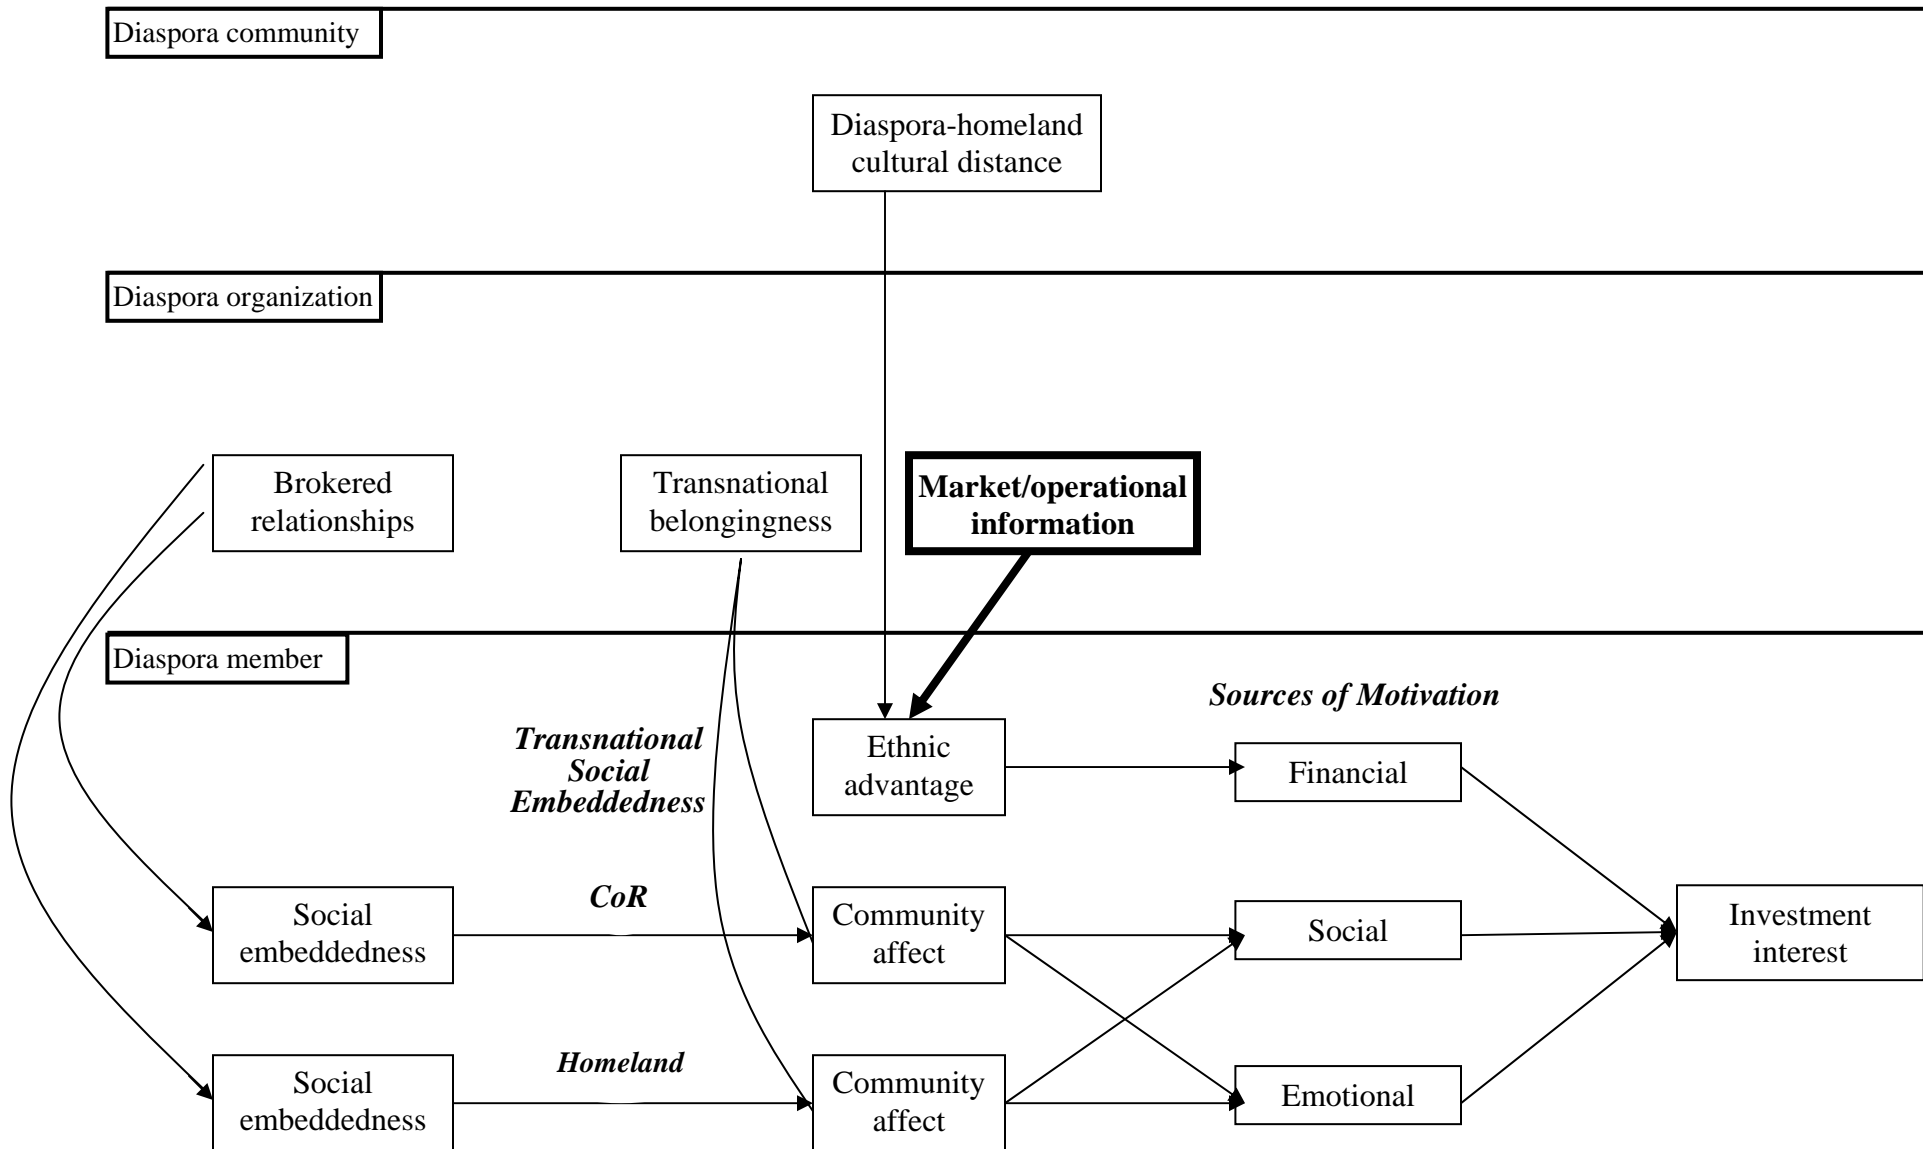 Diaspora community
Diaspora-homeland
cultural distance
Diaspora organization
Brokered
relationships
Transnational
belongingness
Market/operational
information
Diaspora member
Sources of Motivation
Transnational
Social
Embeddedness
Ethnic
advantage
Financial
Social
embeddedness
CoR
Community
affect
Social
Investment
interest
Social
embeddedness
Homeland
Community
affect
Emotional